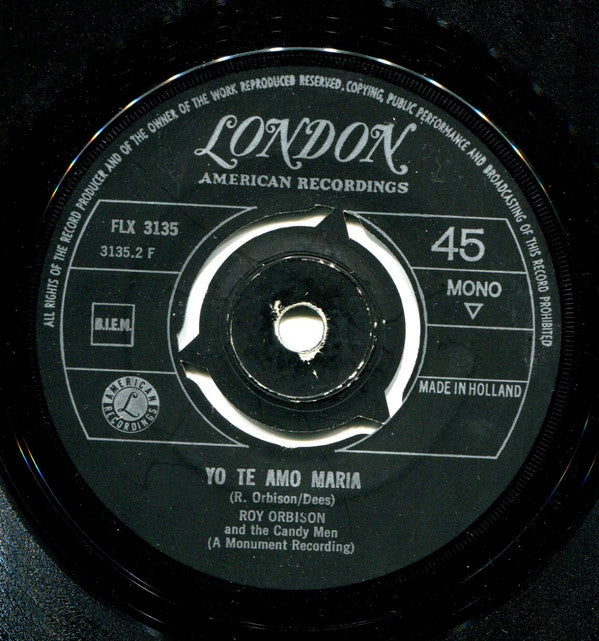 ALL RIGHTS OF THE RECORD PRODUCER AND OF THE OWNER OF THE WORK REPRODUCED RESERVED. COPYING, PUBLIC PERFORMANCE AND BROADCASTING OF THIS RECORD PROHIBITED
LONDON
AMERICAN RECORDINGS
FLX 3135
3135.2 F
45
MONO
B.I.E.M.
MADE IN HOLLAND
AMERICAN
L
RECORDINGS
YO TE AMO MARIA
(R. Orbison/Dees)
ROY ORBISON
and the Candy Men
(A Monument Recording)